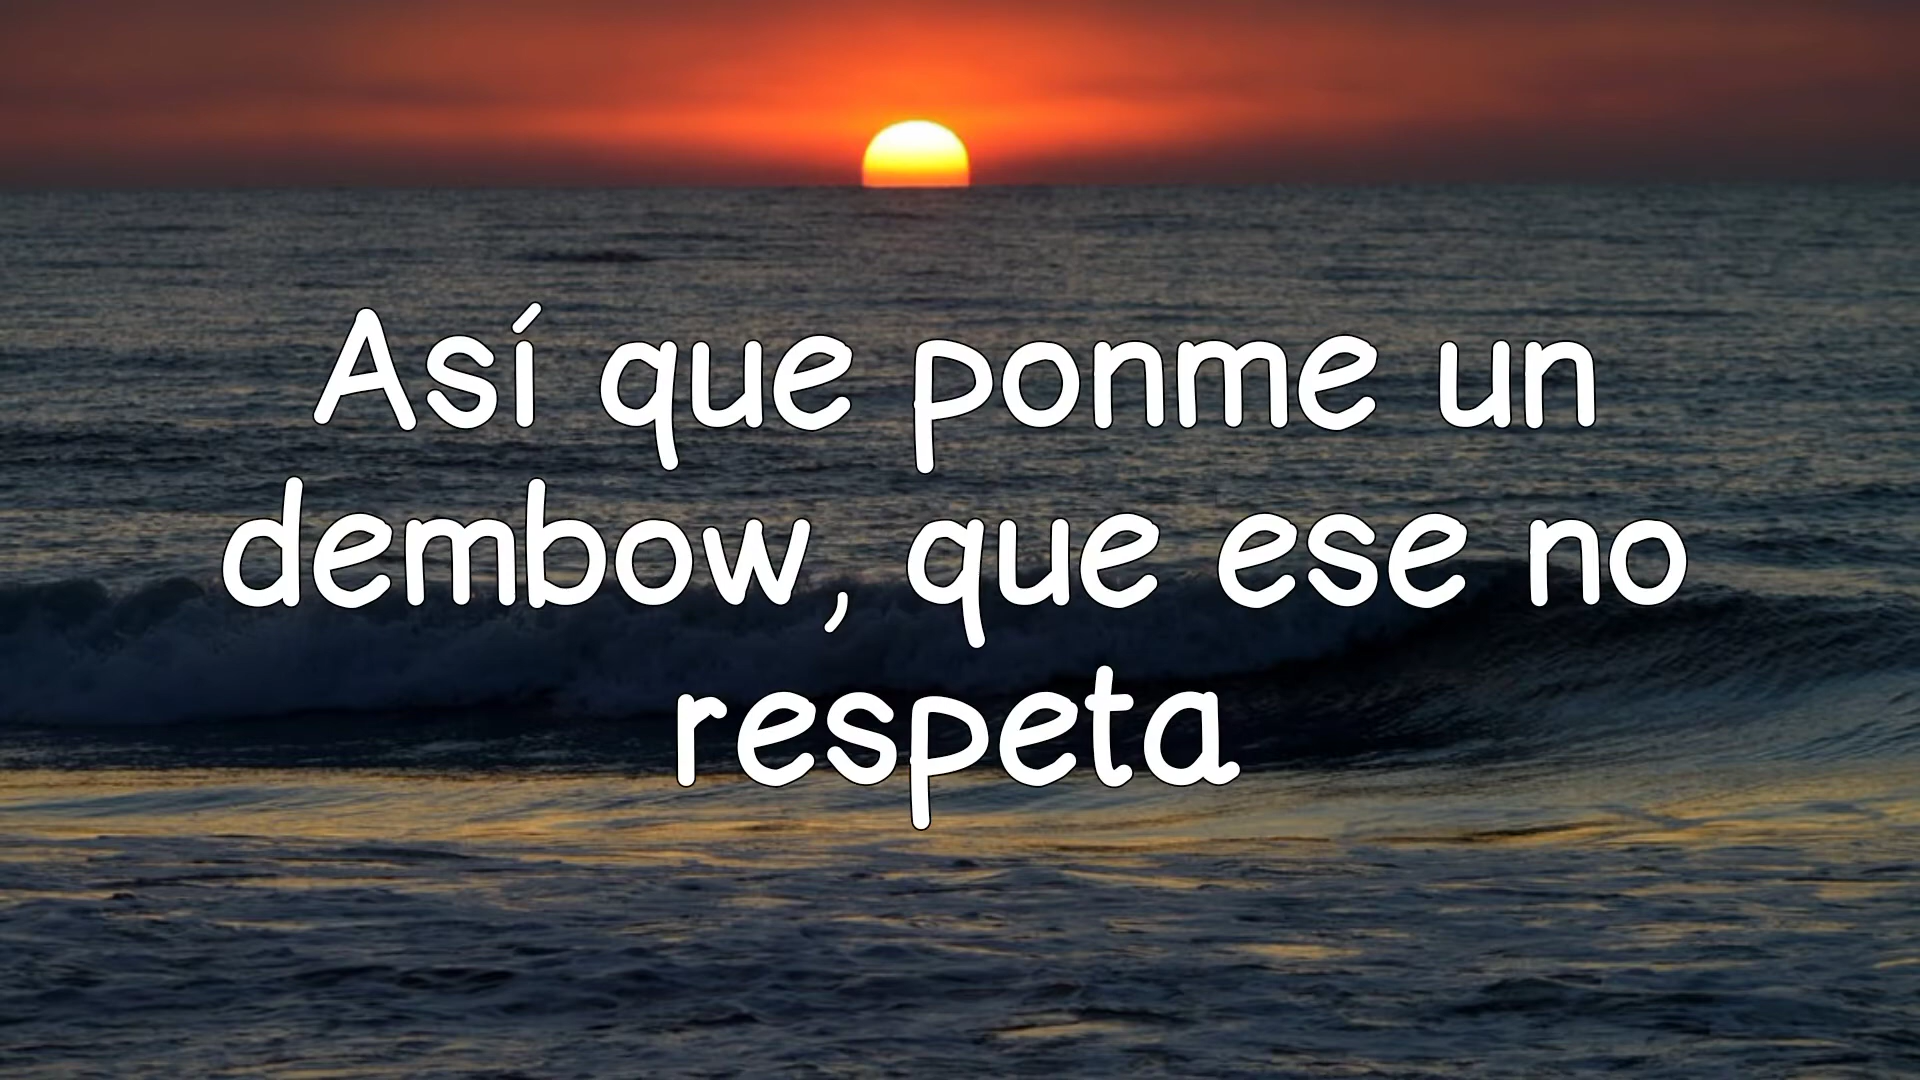 Así que ponme un
dembow, que ese no
respeta